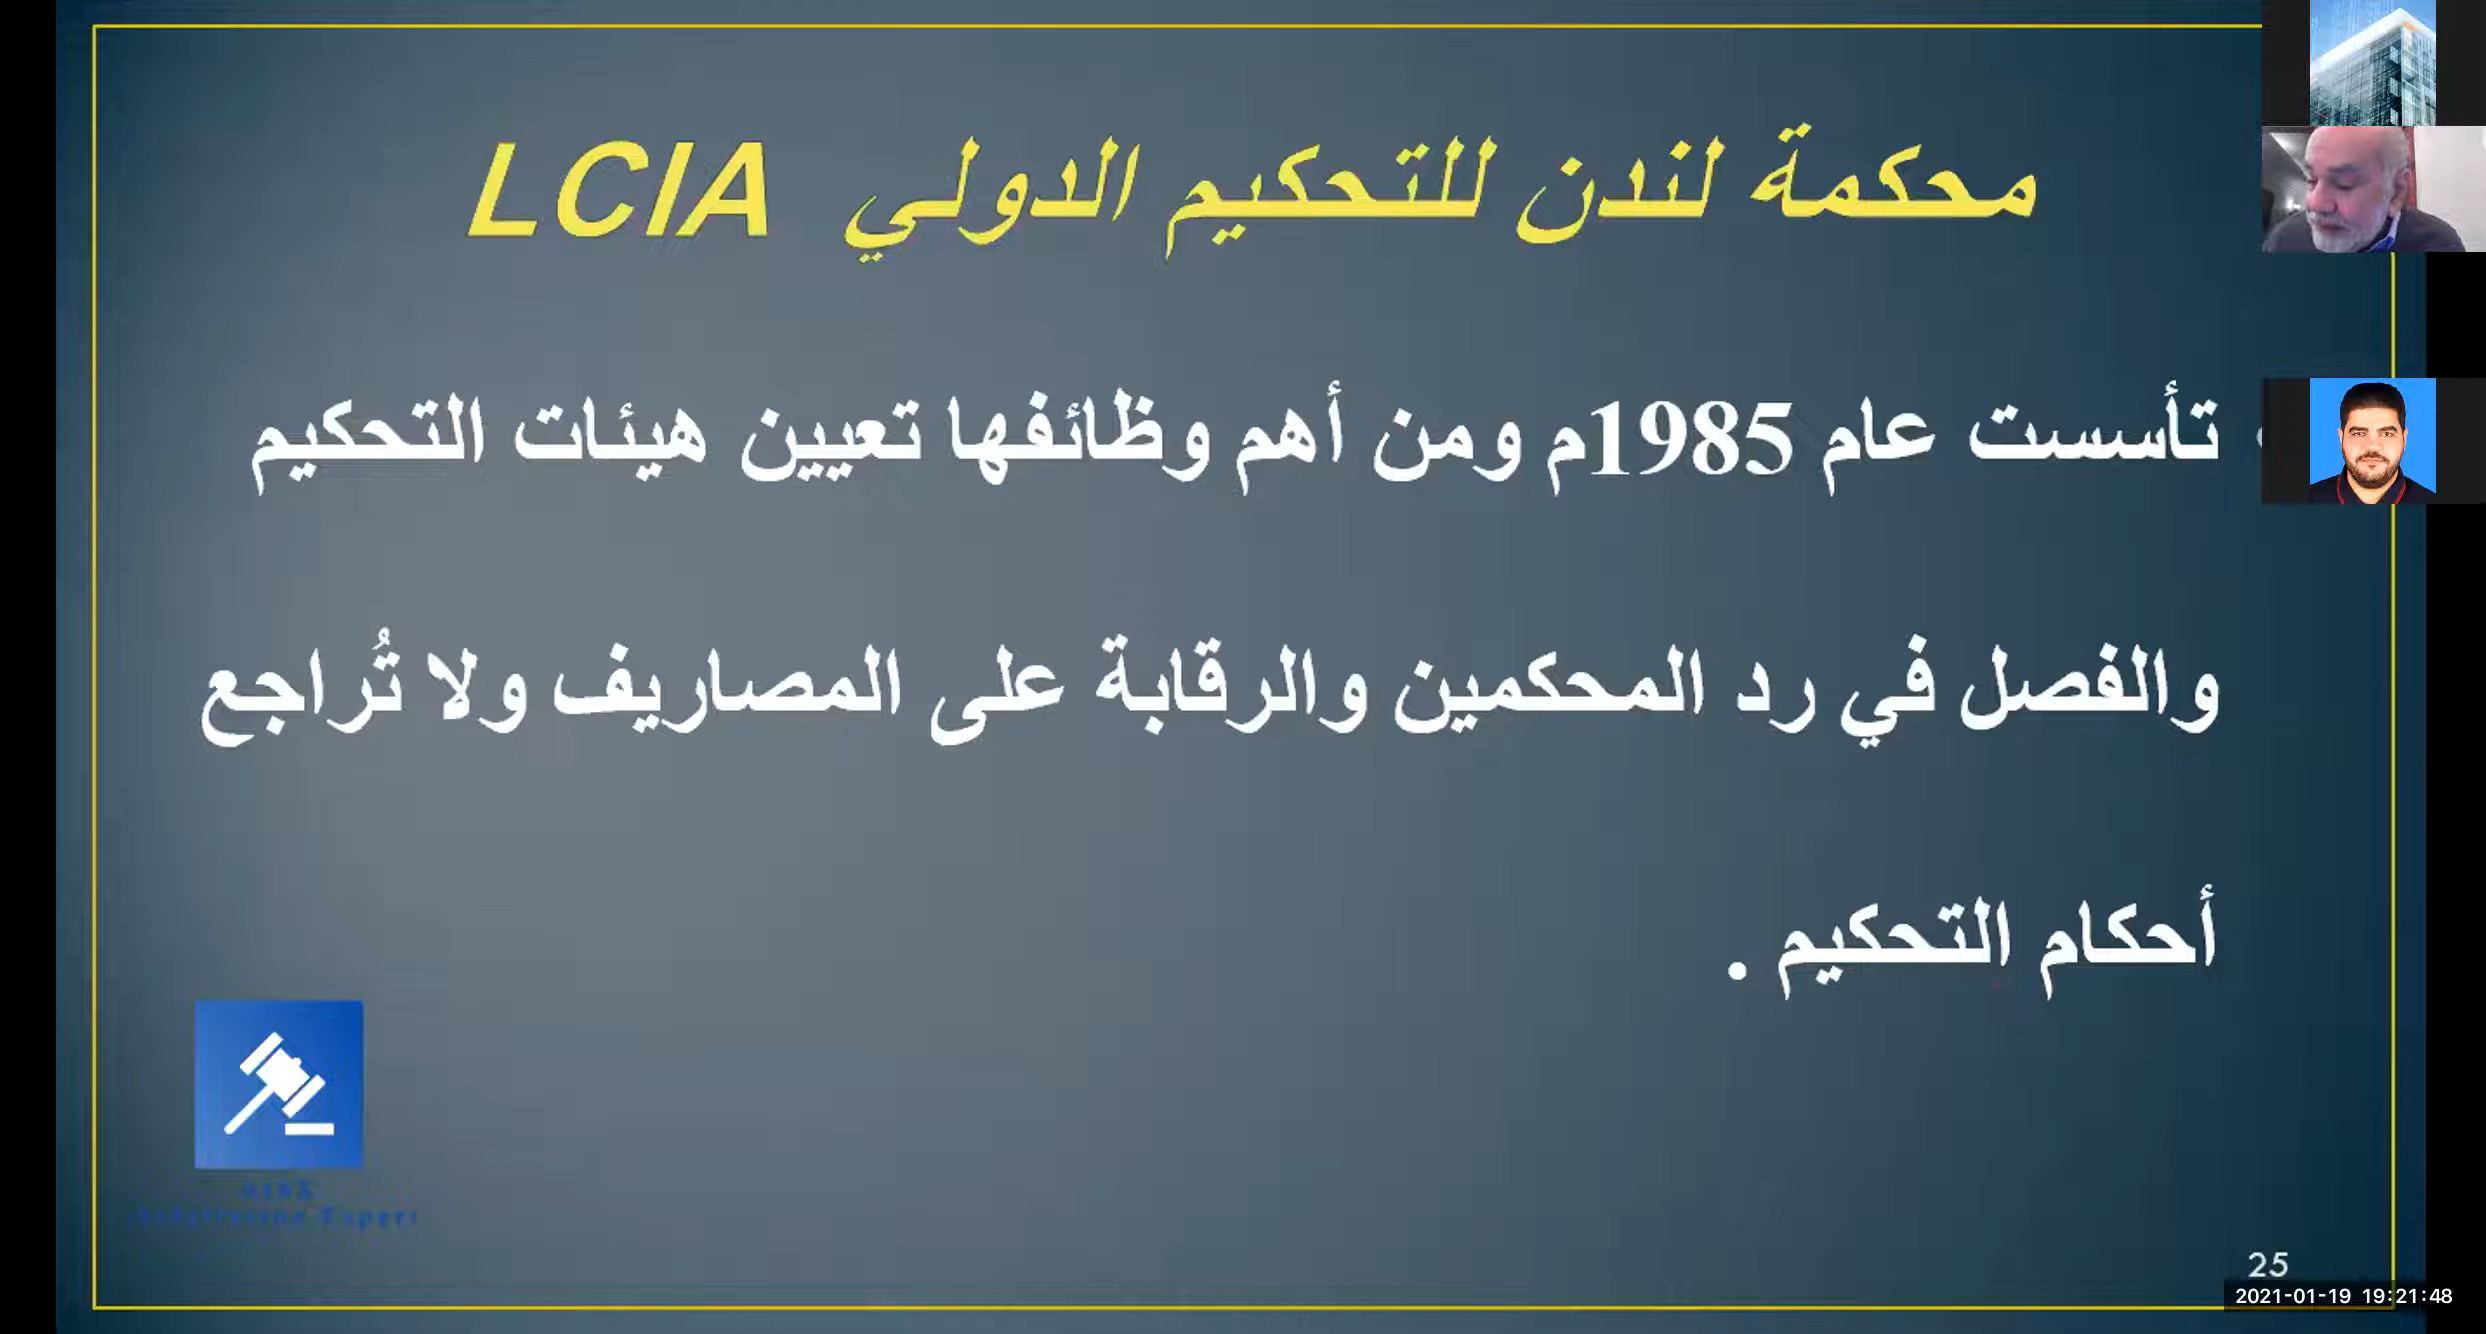 محكمة لندن للتحكيم الدولي LCIA
تأسست عام 1985م ومن أهم وظائفها تعيين هيئات التحكيم
والفصل في رد المحكمين والرقابة على المصاريف ولا تُراجع
أحكام التحكيم .
Expert
25
2021-01-19 19:21:48